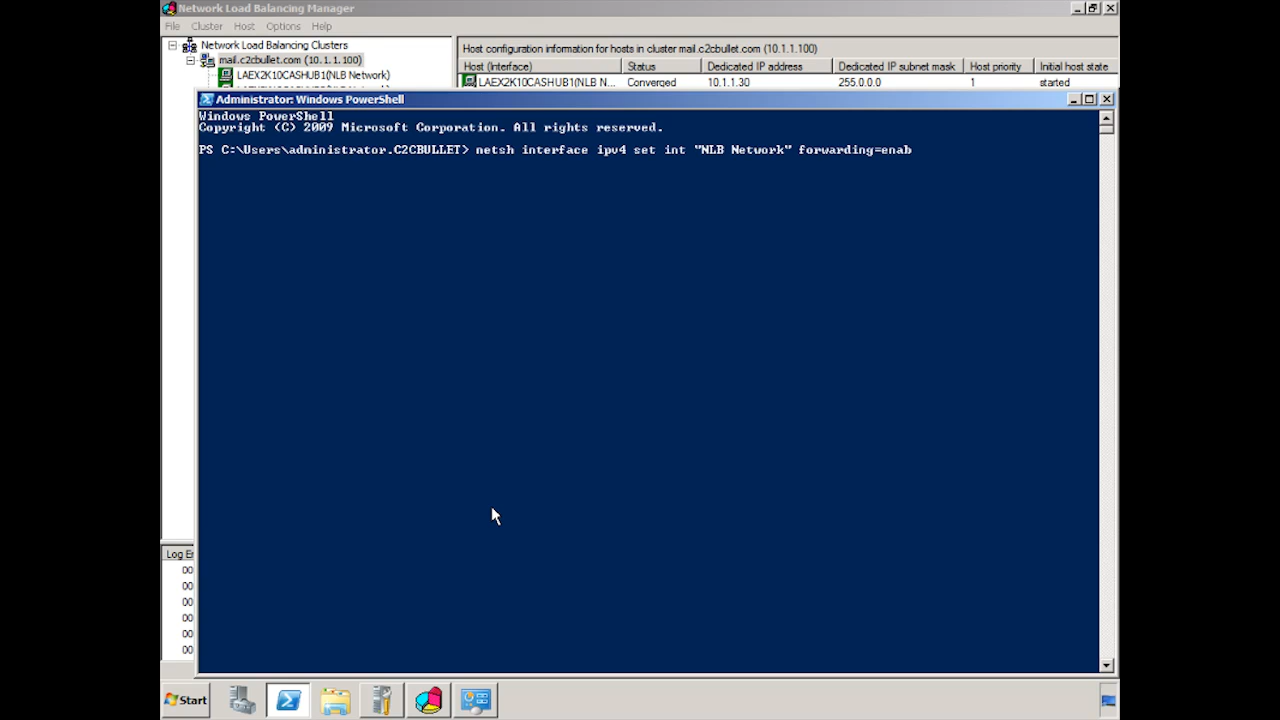 Network Load Balancing Manager
File Cluster Host Options Help
Network Load Balancing Clusters
mail.c2cbullet.com (10.1.1.100)
LAEX2K10CASHUB1(NLB Network)
Host configuration information for hosts in cluster mail.c2cbullet.com (10.1.1.100)
Host (Interface) Status Dedicated IP address Dedicated IP subnet mask Host priority Initial host state
LAEX2K10CASHUB1(NLB N... Converged 10.1.1.30 255.0.0.0 1 started
Administrator: Windows PowerShell
Windows PowerShell
Copyright (C) 2009 Microsoft Corporation. All rights reserved.
PS C:\Users\administrator.C2CBULLET> netsh interface ipv4 set int "NLB Network" forwarding=enab
Log
00
00
00
00
00
00
Start